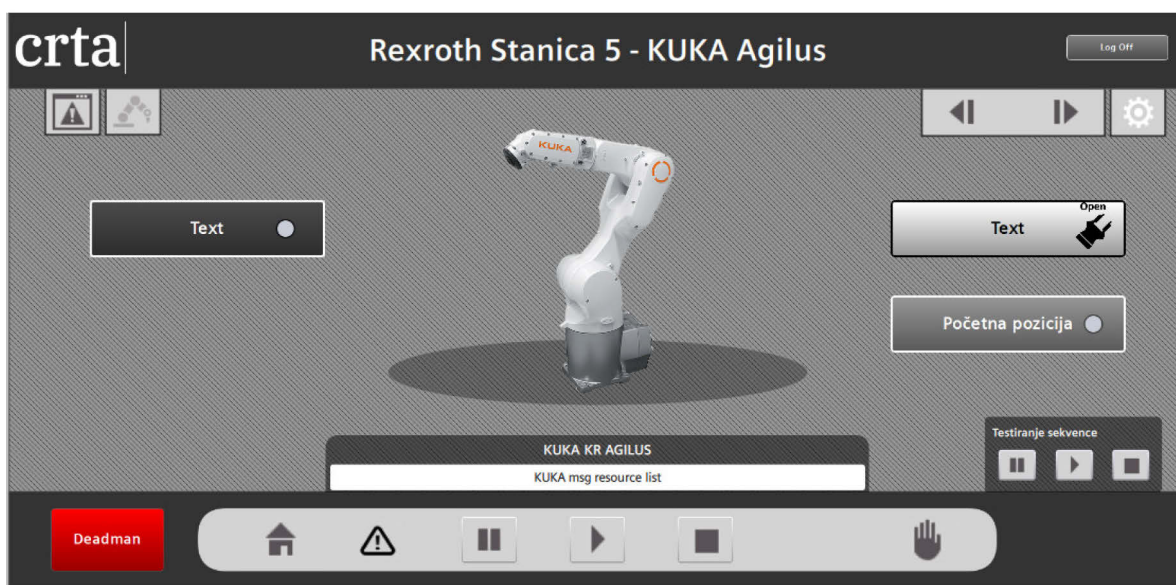 crta
Rexroth Stanica 5 - KUKA Agilus
Log Off
KUKA
Text
Open
Text
Početna pozicija
Testiranje sekvence
KUKA KR AGILUS
KUKA msg resource list
Deadman